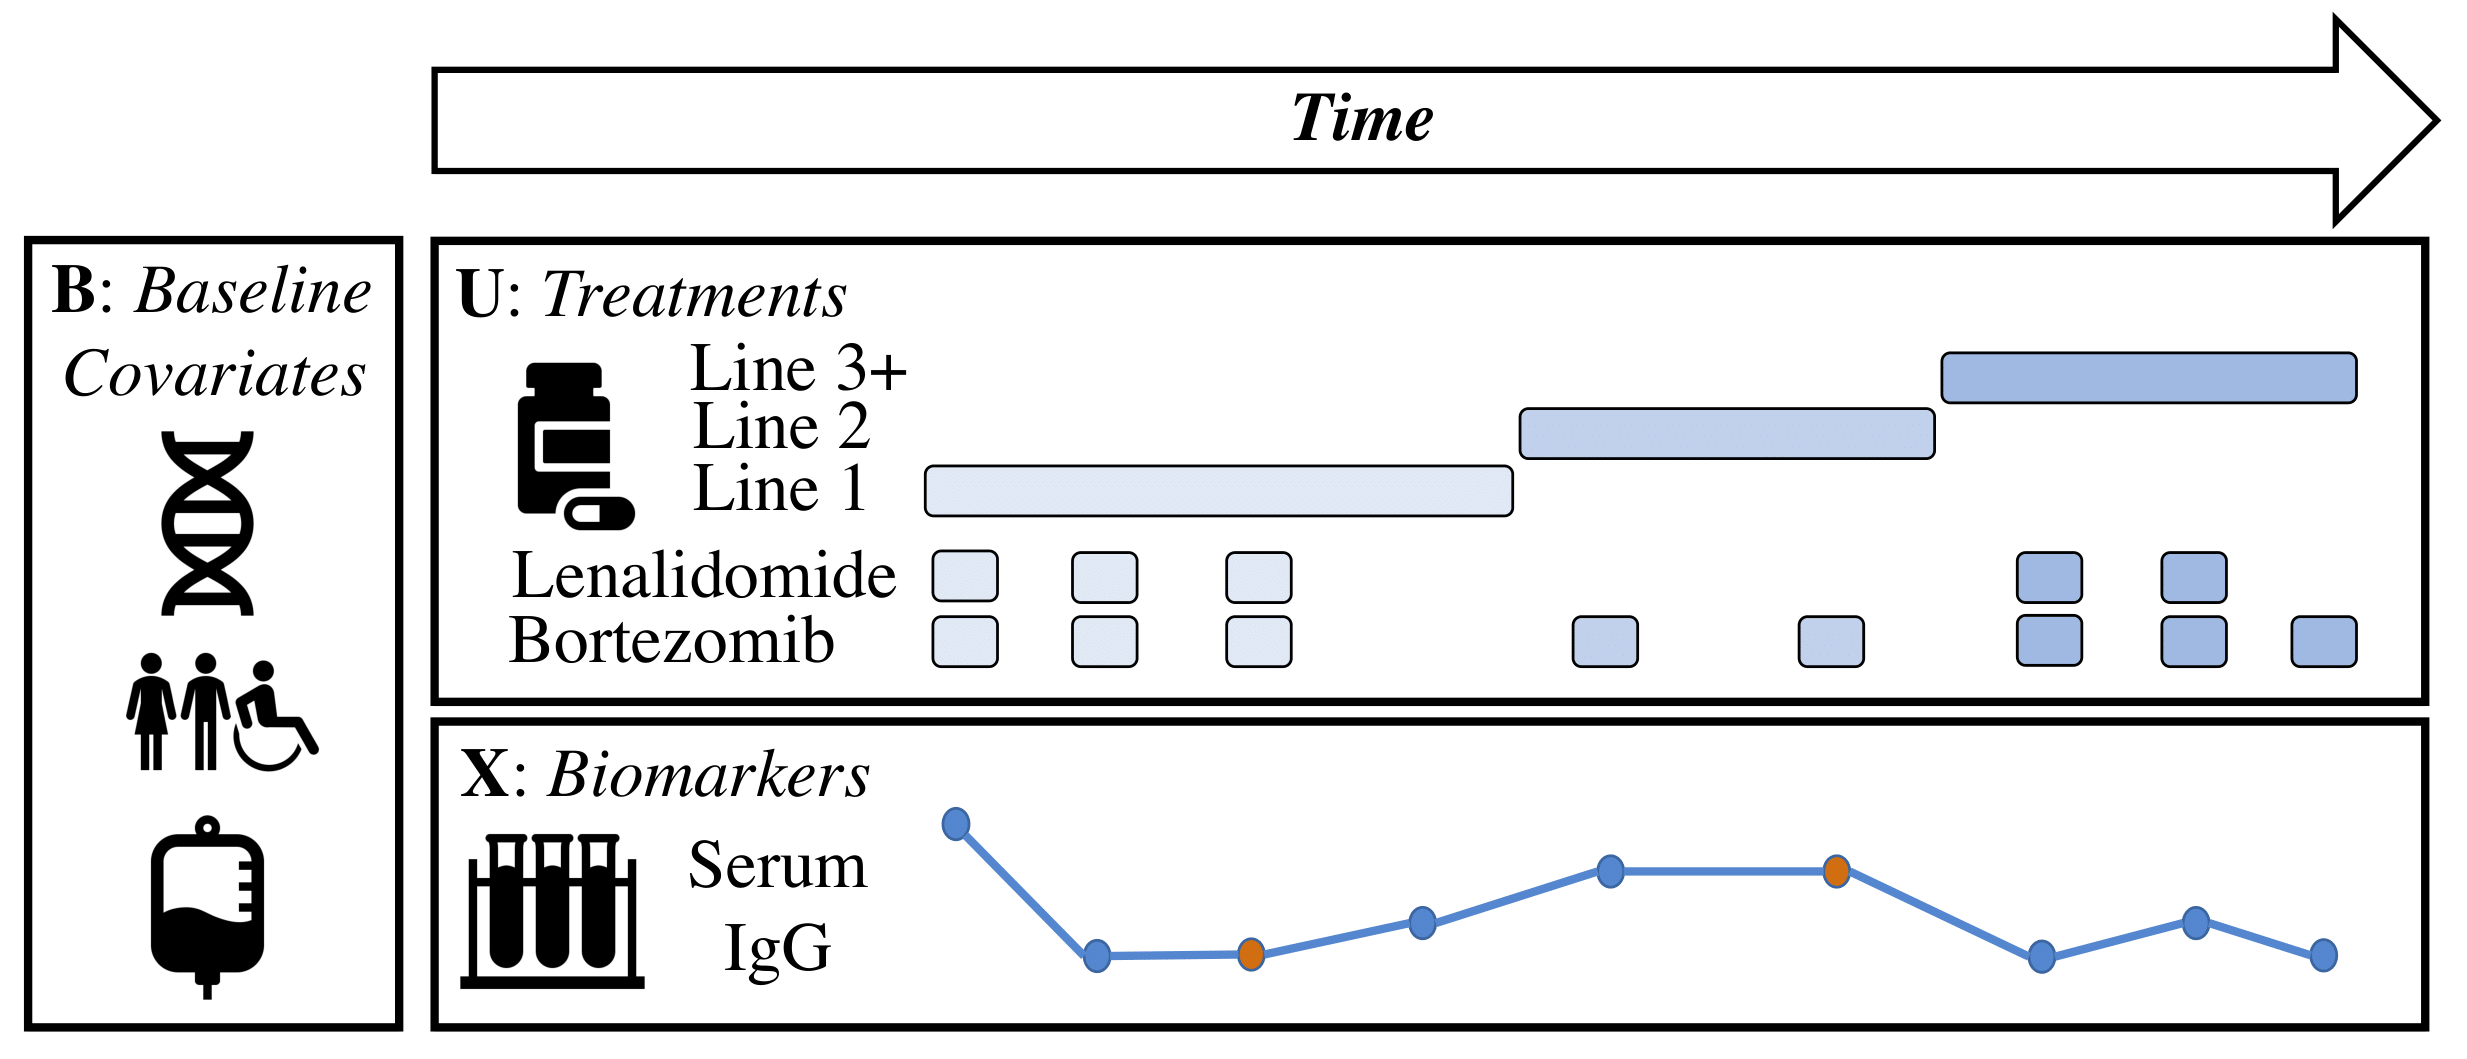 Time
B: Baseline
Covariates
U: Treatments
Line 3+
Line 2
Line 1
Lenalidomide
Bortezomib
X: Biomarkers
Serum
IgG